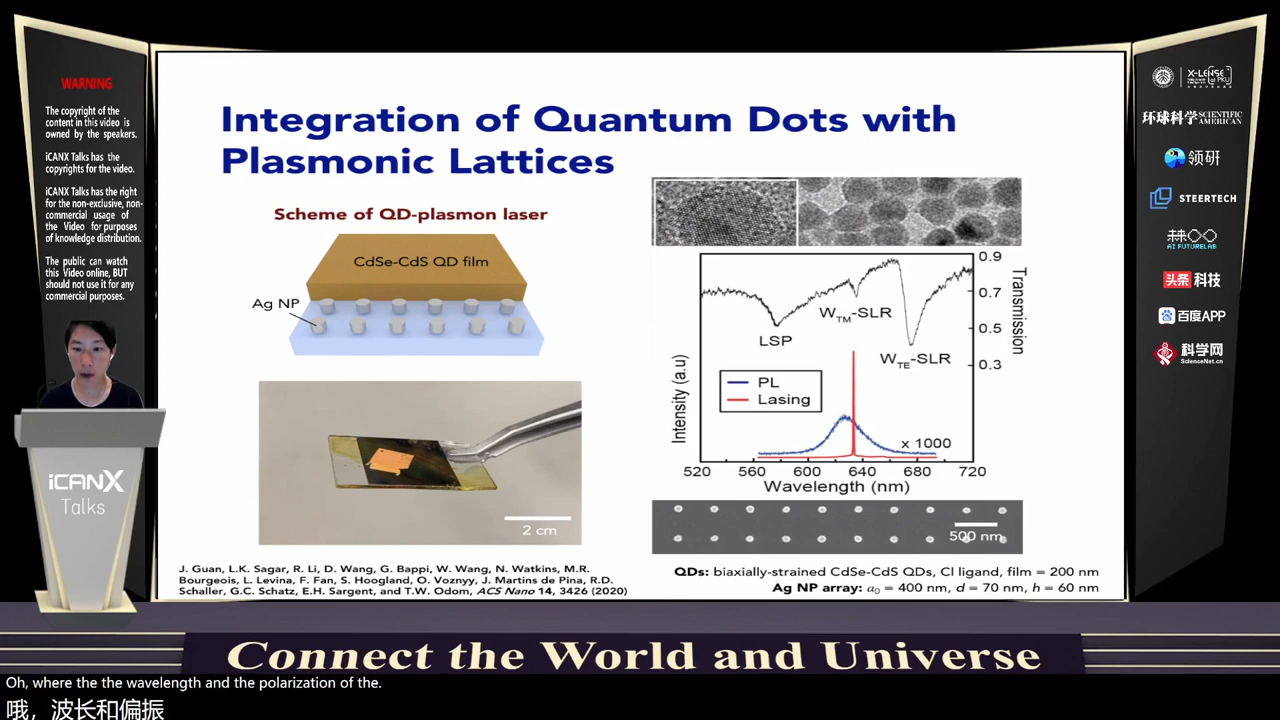 WARNING
The copyright of the
content in this video is
owned by the speakers.
iCANX Talks has the
copyrights for the video.
iCANX Talks has the right
for the non-exclusive, non-
commercial usage of
the Video for purposes
of knowledge distribution.
The public can watch
this Video online, BUT
should not use it for any
commercial purposes.
iCANX
Talks
Integration of Quantum Dots with
Plasmonic Lattices
Scheme of QD-plasmon laser
CdSe-CdS QD film
Ag NP
2 cm
J. Guan, L.K. Sagar, R. Li, D. Wang, G. Bappi, W. Wang, N. Watkins, M.R.
Bourgeois, L. Levina, F. Fan, S. Hoogland, O. Voznyy, J. Martins de Pina, R.D.
Schaller, G.C. Schatz, E.H. Sargent, and T.W. Odom, ACS Nano 14, 3426 (2020)
0.9
0.7
0.5
0.3
Transmission
LSP
WTM-SLR
WTE-SLR
Intensity (a.u)
PL
Lasing
x 1000
520 560 600 640 680 720
Wavelength (nm)
500 nm
QDs: biaxially-strained CdSe-CdS QDs, Cl ligand, film = 200 nm
Ag NP array: a0 = 400 nm, d = 70 nm, h = 60 nm
X-LENSE
环球科学 SCIENTIFIC AMERICAN
领研
STEERTECH
AI FUTURELAB
头条科技
百度APP
科学网
ScienceNet.cn
Connect the World and Universe
Oh, where the the wavelength and the polarization of the.
哦，波长和偏振